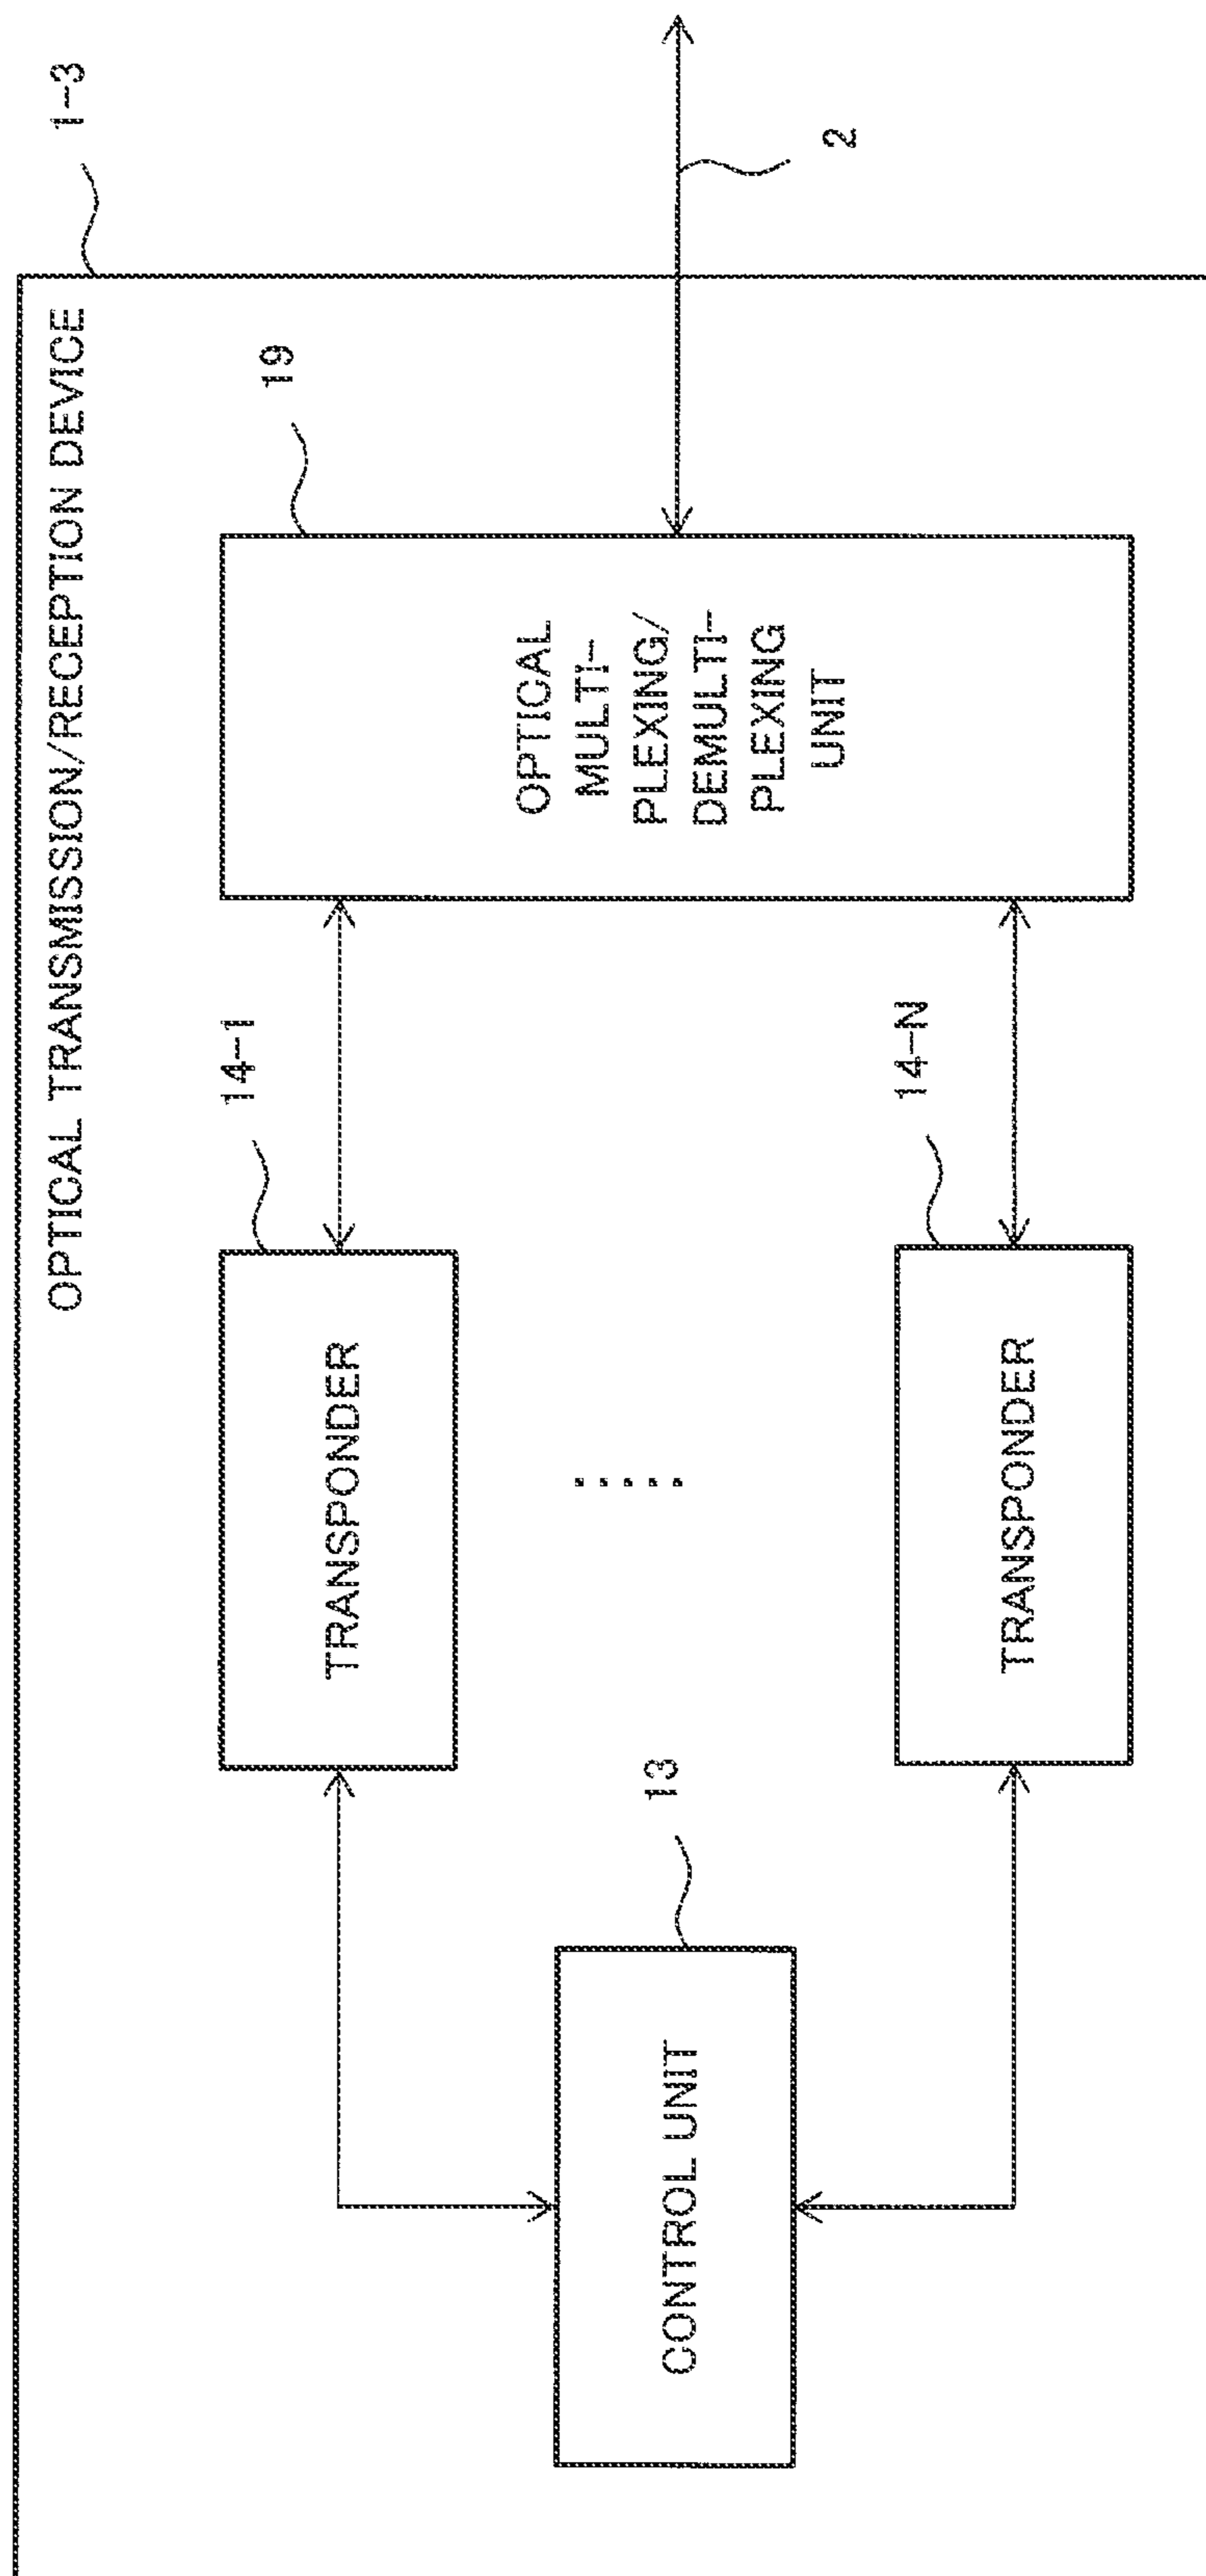 1-3
OPTICAL TRANSMISSION/RECEPTION DEVICE
CONTROL UNIT
13
TRANSPONDER
14-1
.....
TRANSPONDER
14-N
OPTICAL
MULTI-
PLEXING/
DEMULTI-
PLEXING
UNIT
19
2